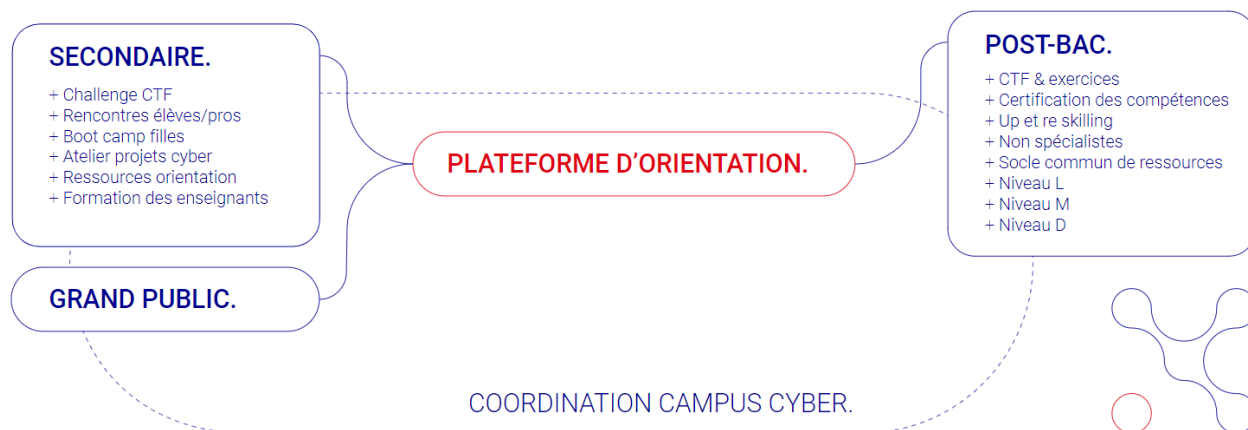 SECONDAIRE.
+ Challenge CTF
+ Rencontres élèves/pros
+ Boot camp filles
+ Atelier projets cyber
+ Ressources orientation
+ Formation des enseignants
GRAND PUBLIC.
PLATEFORME D'ORIENTATION.
POST-BAC.
+ CTF & exercices
+ Certification des compétences
+ Up et re skilling
+ Non spécialistes
+ Socle commun de ressources
+ Niveau L
+ Niveau M
+ Niveau D
COORDINATION CAMPUS CYBER.